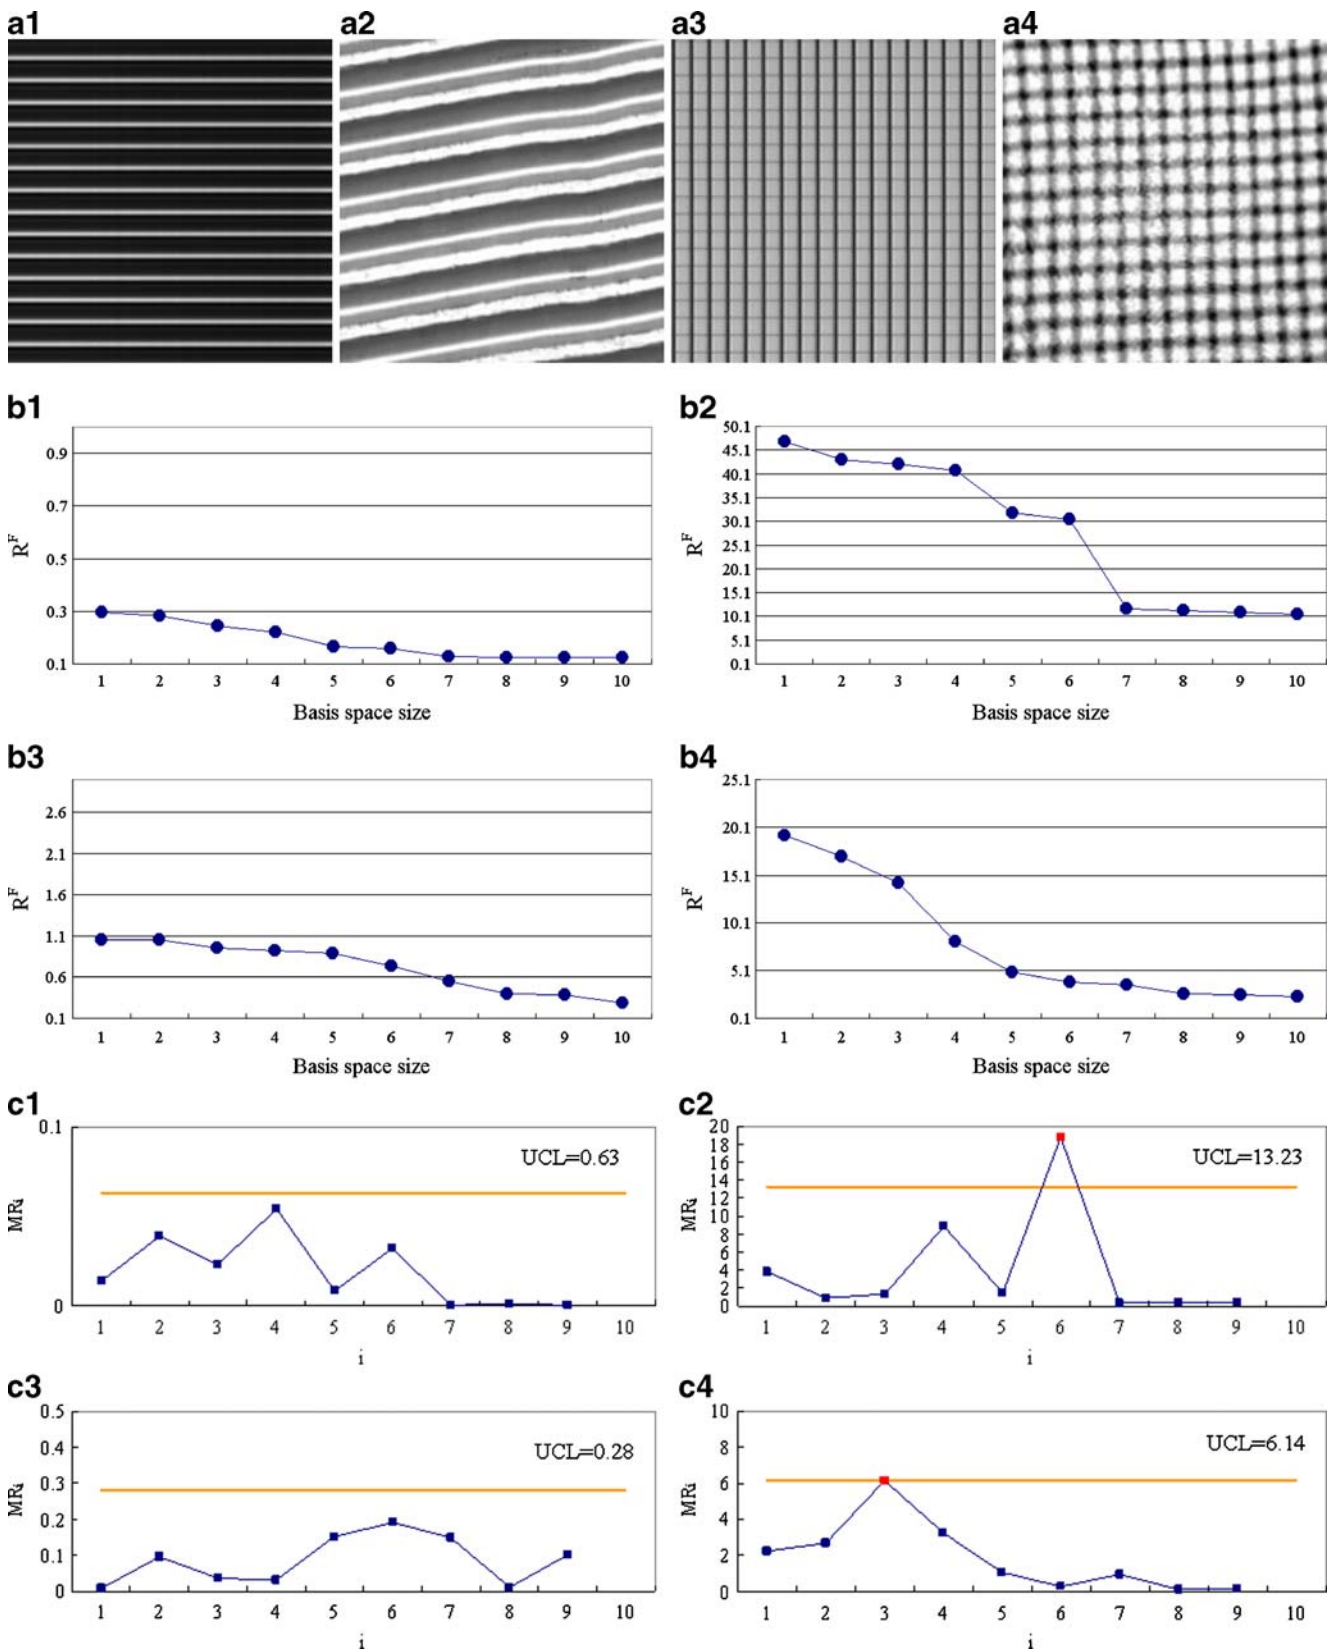 a1 a2 a3 a4
b1
0.9
0.7
0.5
0.3
0.1
R^F
1 2 3 4 5 6 7 8 9 10
Basis space size
b2
50.1
45.1
40.1
35.1
30.1
25.1
20.1
15.1
10.1
5.1
0.1
R^F
1 2 3 4 5 6 7 8 9 10
Basis space size
b3
2.6
2.1
1.6
1.1
0.6
0.1
R^F
1 2 3 4 5 6 7 8 9 10
Basis space size
b4
25.1
20.1
15.1
10.1
5.1
0.1
R^F
1 2 3 4 5 6 7 8 9 10
Basis space size
c1
0.1
UCL=0.63
MRi
0
1 2 3 4 5 6 7 8 9 10
i
c2
20
18
16
14
12
10
8
6
4
2
0
UCL=13.23
MRi
1 2 3 4 5 6 7 8 9 10
i
c3
0.5
0.4
0.3
0.2
0.1
0
UCL=0.28
MRi
1 2 3 4 5 6 7 8 9 10
i
c4
10
8
6
4
2
0
UCL=6.14
MRi
1 2 3 4 5 6 7 8 9 10
i